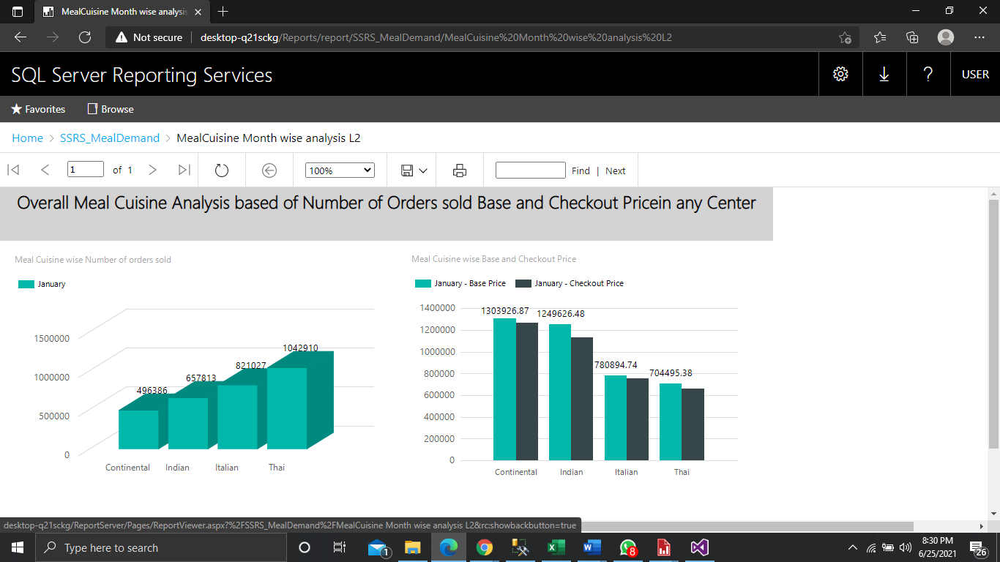 MealCuisine Month wise analysis
Not secure desktop-q21sckg/Reports/report/SSRS_MealDemand/MealCuisine%20Month%20wise%20analysis%20L2
SQL Server Reporting Services
? USER
Favorites Browse
Home > SSRS_MealDemand > MealCuisine Month wise analysis L2
1 of 1 100% Find | Next
Overall Meal Cuisine Analysis based of Number of Orders sold Base and Checkout Pricein any Center
Meal Cuisine wise Number of orders sold
January
1500000
1000000
500000
0
496386
657813
821027
1042910
Continental Indian Italian Thai
Meal Cuisine wise Base and Checkout Price
January - Base Price January - Checkout Price
1400000
1200000
1000000
800000
600000
400000
200000
0
1303926.87
1249626.48
780894.74
704495.38
Continental Indian Italian Thai
desktop-q21sckg/ReportServer/Pages/ReportViewer.aspx?%2FSSRS_MealDemand%2FMealCuisine Month wise analysis L2&rc:showbackbutton=true
Type here to search
1
8
8:30 PM
6/25/2021
26